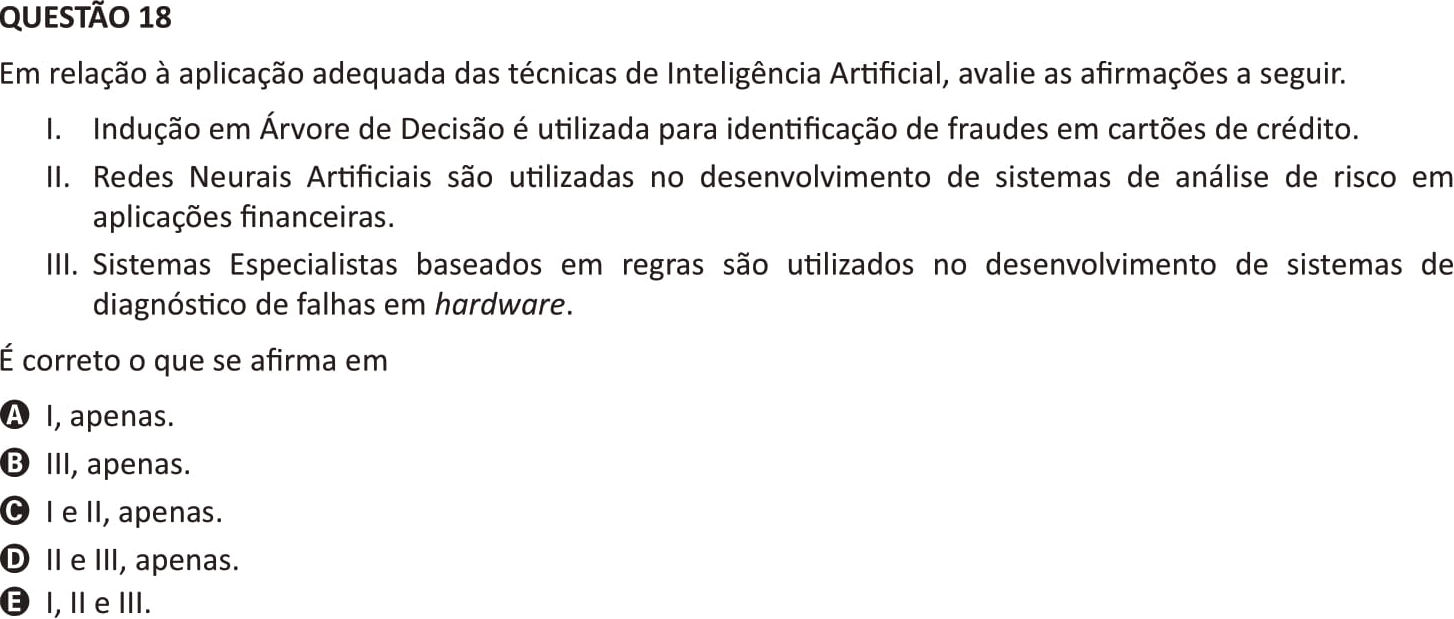 QUESTÃO 18
Em relação à aplicação adequada das técnicas de Inteligência Artificial, avalie as afirmações a seguir.
I. Indução em Árvore de Decisão é utilizada para identificação de fraudes em cartões de crédito.
II. Redes Neurais Artificiais são utilizadas no desenvolvimento de sistemas de análise de risco em
aplicações financeiras.
III. Sistemas Especialistas baseados em regras são utilizados no desenvolvimento de sistemas de
diagnóstico de falhas em hardware.
É correto o que se afirma em
A I, apenas.
B III, apenas.
C I e II, apenas.
D II e III, apenas.
E I, II e III.